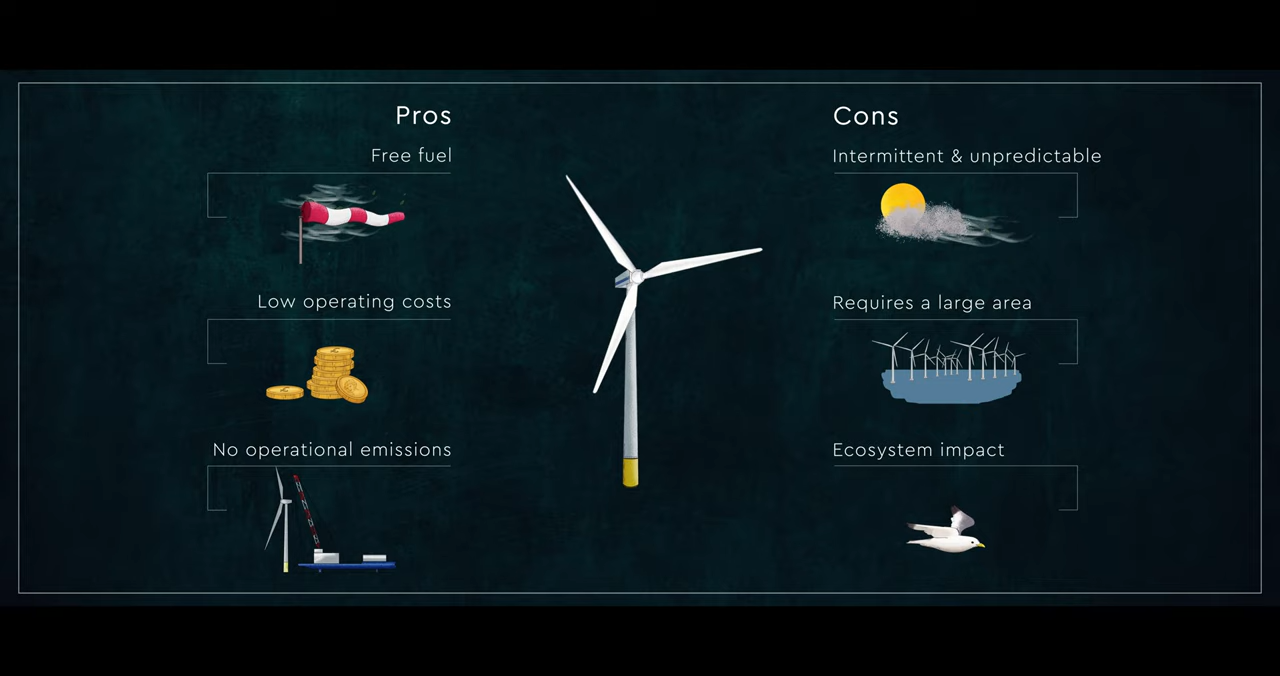 Pros
Free fuel
Low operating costs
No operational emissions
Cons
Intermittent & unpredictable
Requires a large area
Ecosystem impact